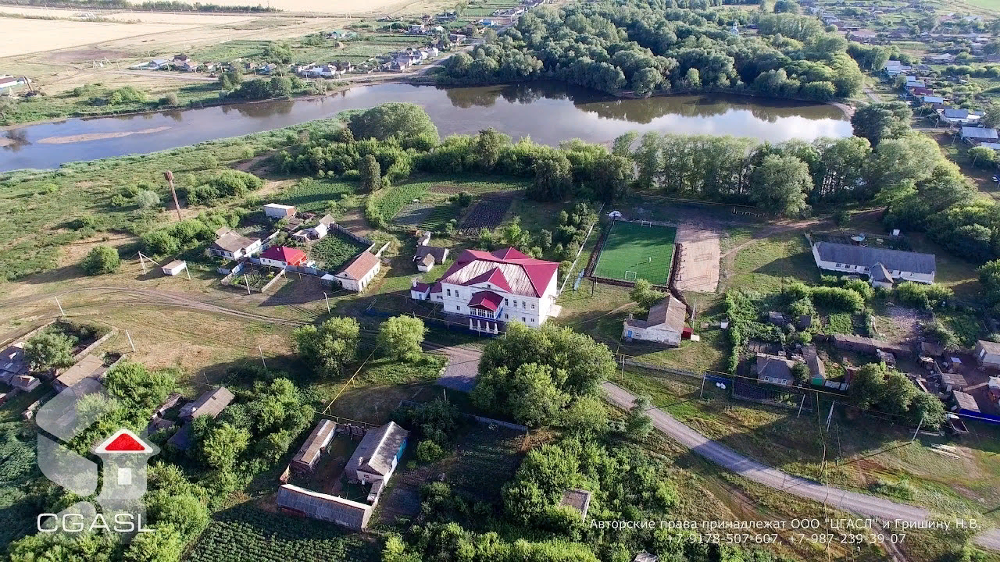 CGASL
Авторские права принадлежат ООО "ЦГАСЛ" и Гришину Н.В.
+7-9178-507-607, +7-987-239-39-07